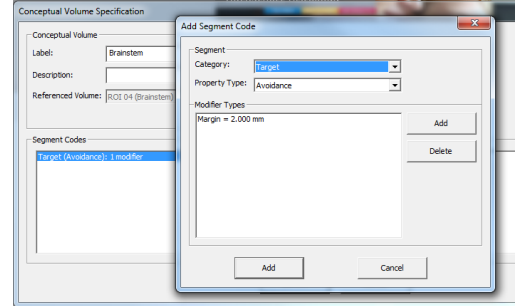 Conceptual Volume Specification
Conceptual Volume
Label:
Brainstem
Description:
Referenced Volume:
ROI 04 (Brainstem)
Segment Codes
Target (Avoidance): 1 modifier
Add Segment Code
Segment
Category:
Target
Property Type:
Avoidance
Modifier Types
Margin = 2.000 mm
Add
Delete
Add
Cancel